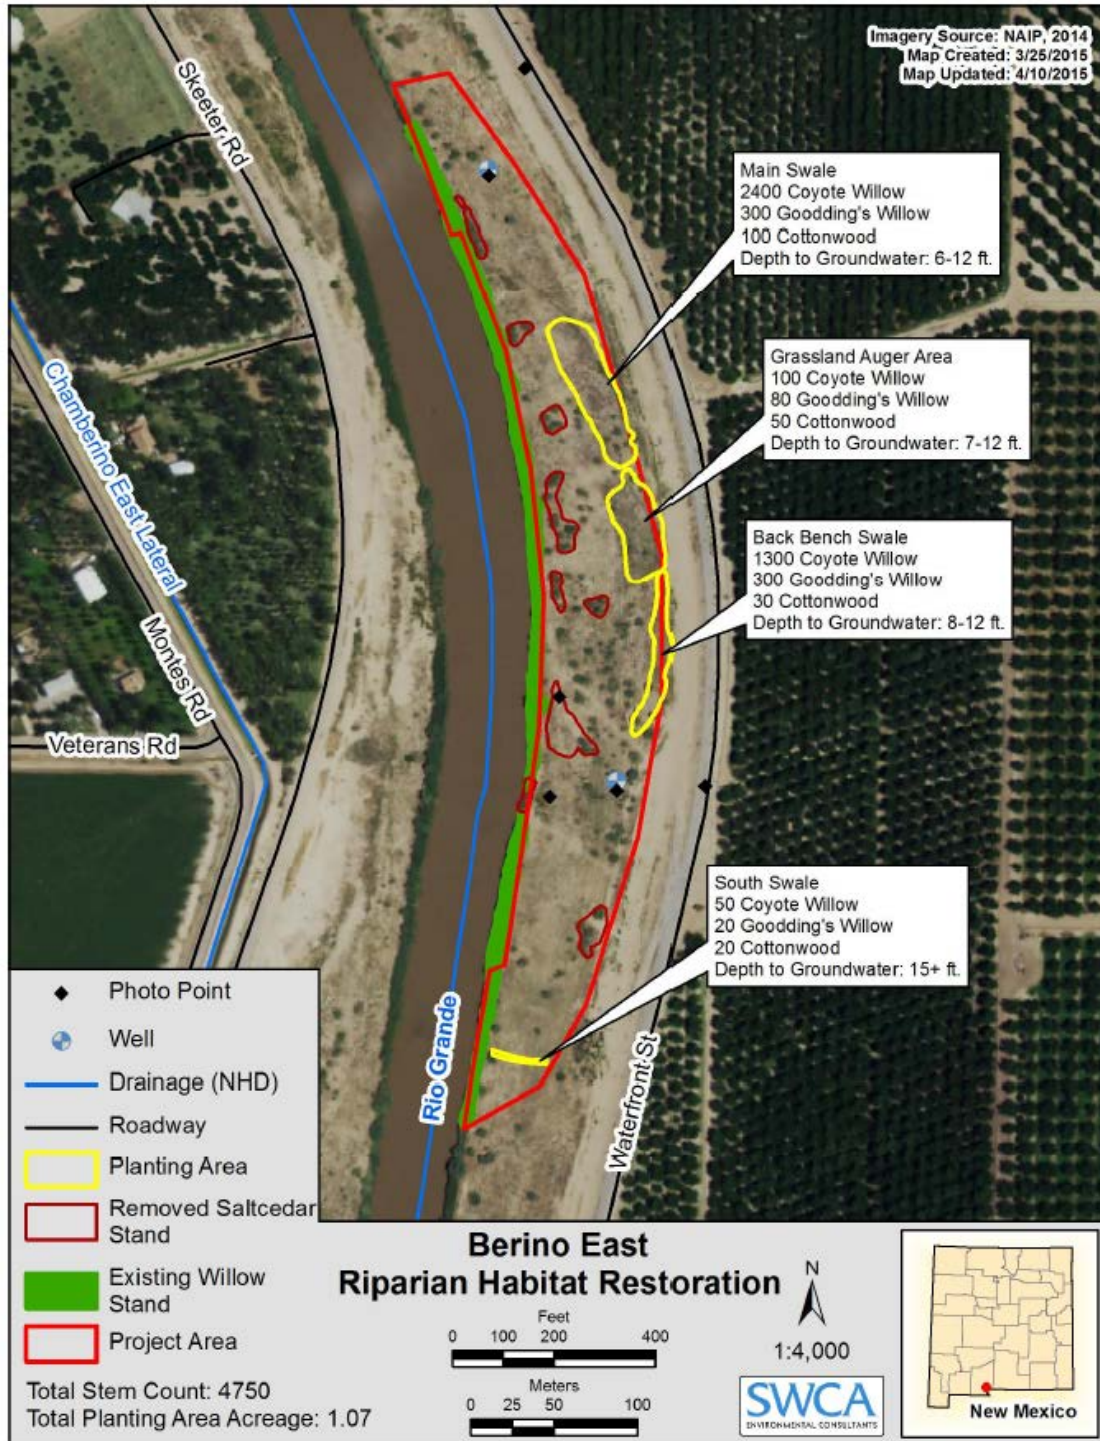 Imagery Source: NAIP, 2014
Map Created: 3/25/2015
Map Updated: 4/10/2015
Skeeter Rd
Main Swale
2400 Coyote Willow
300 Goodding's Willow
100 Cottonwood
Depth to Groundwater: 6-12 ft.
Grassland Auger Area
100 Coyote Willow
80 Goodding's Willow
50 Cottonwood
Depth to Groundwater: 7-12 ft.
Chamberino East Lateral
Back Bench Swale
1300 Coyote Willow
300 Goodding's Willow
30 Cottonwood
Depth to Groundwater: 8-12 ft.
Montes Rd
Veterans Rd
South Swale
50 Coyote Willow
20 Goodding's Willow
20 Cottonwood
Depth to Groundwater: 15+ ft.
Rio Grande
Waterfront St
Photo Point
Well
Drainage (NHD)
Roadway
Planting Area
Removed Saltcedar
Stand
Existing Willow
Stand
Project Area
Total Stem Count: 4750
Total Planting Area Acreage: 1.07
Berino East
Riparian Habitat Restoration
Feet
0 100 200 400
Meters
0 25 50 100
N
1:4,000
SWCA
ENVIRONMENTAL CONSULTANTS
New Mexico